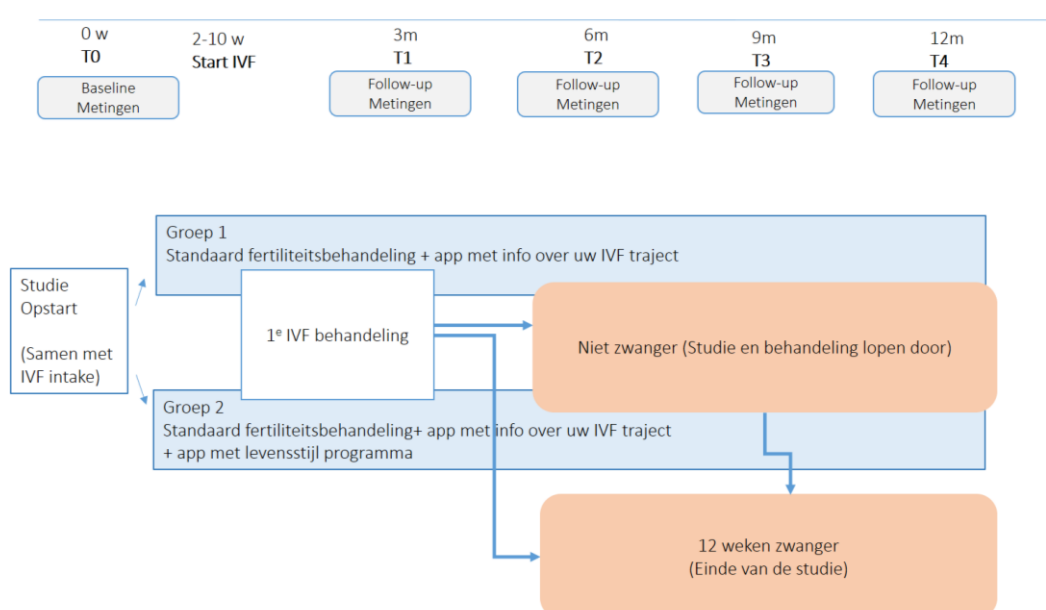 0 w
T0
Baseline
Metingen
2-10 w
Start IVF
3m
T1
Follow-up
Metingen
6m
T2
Follow-up
Metingen
9m
T3
Follow-up
Metingen
12m
T4
Follow-up
Metingen
Studie
Opstart
(Samen met
IVF intake)
Groep 1
Standaard fertiliteitsbehandeling + app met info over uw IVF traject
1e IVF behandeling
Niet zwanger (Studie en behandeling lopen door)
Groep 2
Standaard fertiliteitsbehandeling+ app met info over uw IVF traject
+ app met levensstijl programma
12 weken zwanger
(Einde van de studie)